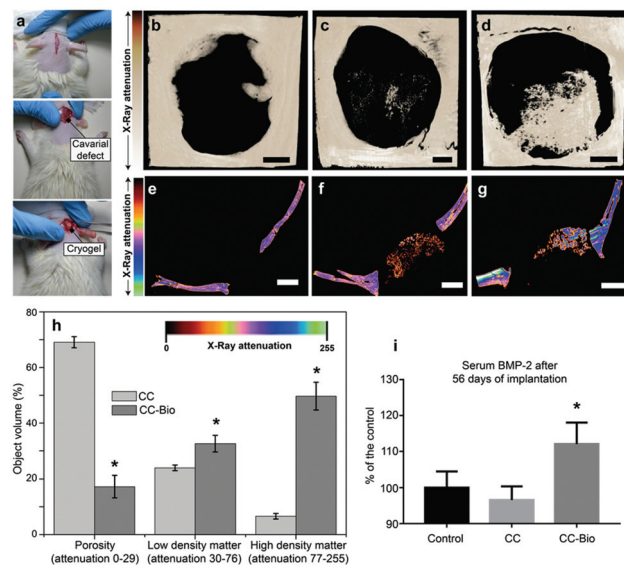 a
Cavarial
defect
Cryogel
X-Ray attenuation
b
c
d
X-Ray attenuation
e
f
g
h
0
255
X-Ray attenuation
CC
CC-Bio
Object volume (%)
80
60
40
20
0
*
*
*
Porosity
(attenuation 0-29)
Low density matter
(attenuation 30-76)
High density matter
(attenuation 77-255)
i
Serum BMP-2 after
56 days of implantation
% of the control
130
120
110
100
90
*
Control
CC
CC-Bio